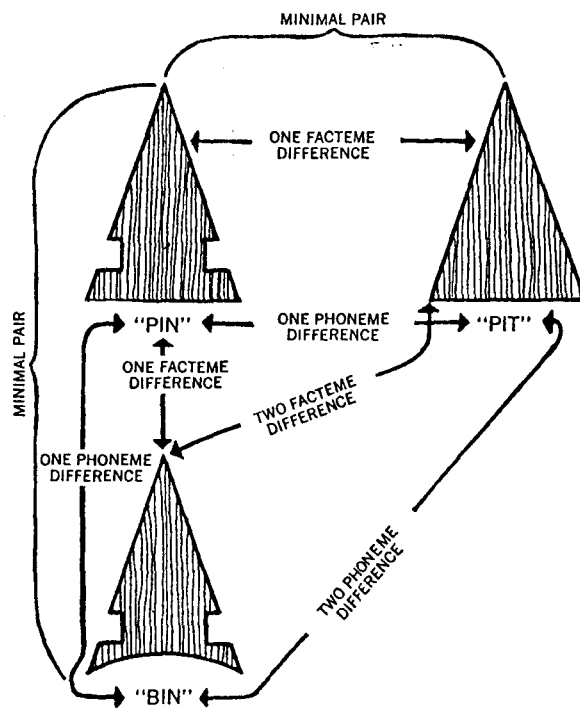 MINIMAL PAIR
MINIMAL PAIR
ONE FACTEME
DIFFERENCE
"PIN"
ONE PHONEME
DIFFERENCE
"PIT"
ONE FACTEME
DIFFERENCE
TWO FACTEME
DIFFERENCE
ONE PHONEME
DIFFERENCE
TWO PHONEME
DIFFERENCE
"BIN"